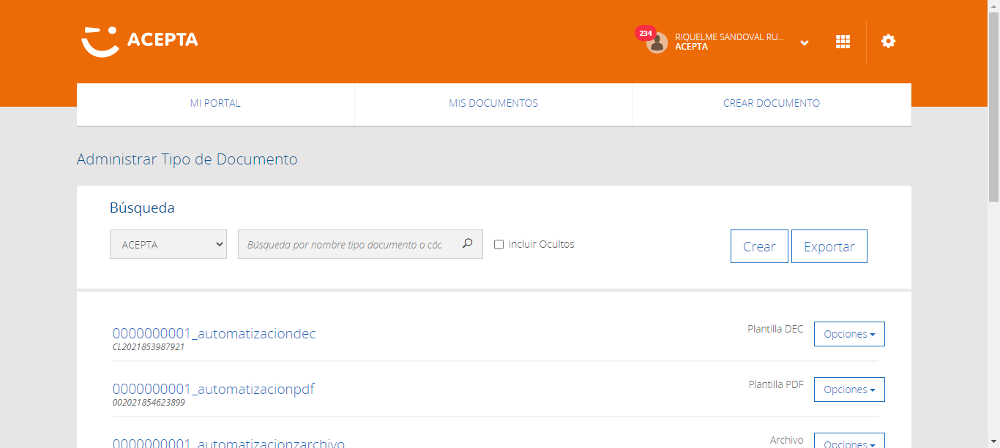 ACEPTA
234
RIQUELME SANDOVAL RU...
ACEPTA
MI PORTAL
MIS DOCUMENTOS
CREAR DOCUMENTO
Administrar Tipo de Documento
Búsqueda
ACEPTA
Búsqueda por nombre tipo documento o cóc
Incluir Ocultos
Crear
Exportar
0000000001_automatizaciondec
CL2021853987921
Plantilla DEC
Opciones
0000000001_automatizacionpdf
002021854623899
Plantilla PDF
Opciones
0000000001_automatizacionzarchivo
Archivo
Opciones